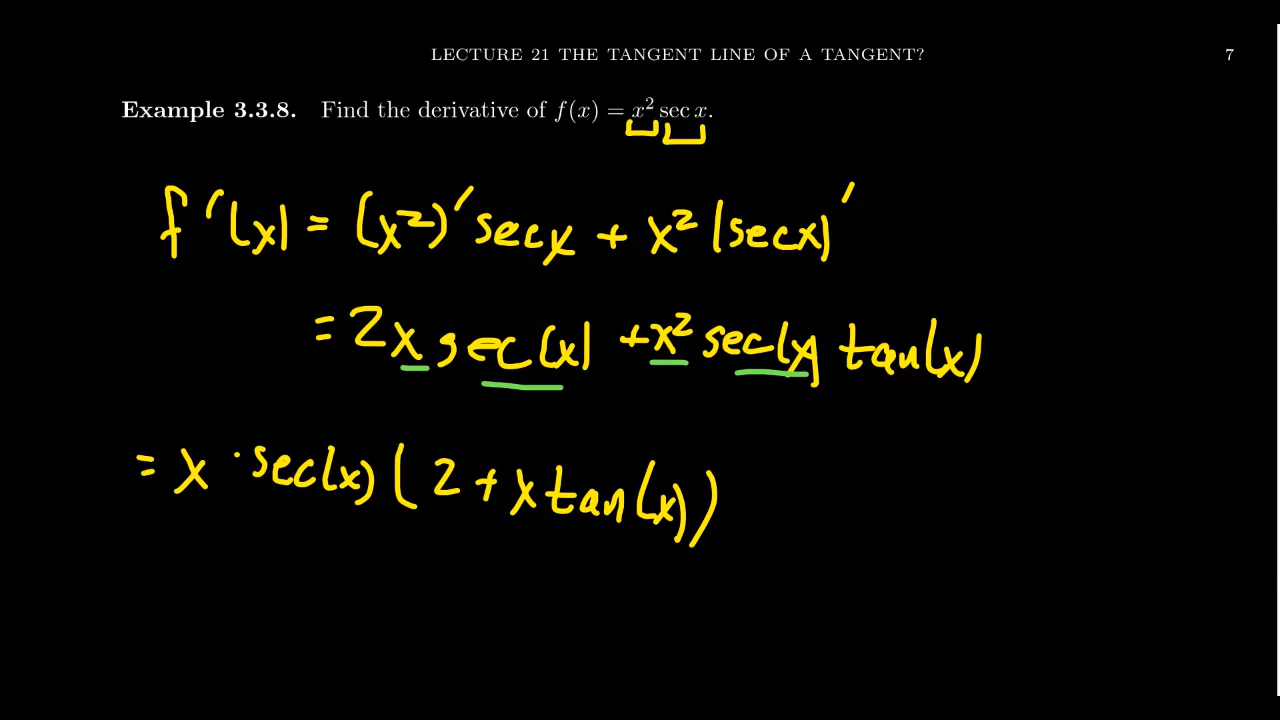 LECTURE 21 THE TANGENT LINE OF A TANGENT? 7
Example 3.3.8. Find the derivative of f(x) = x² sec x.
f'(x) = (x²)' sec x + x² (sec x)'
= 2x sec(x) + x² sec(x) tan(x)
= x · sec(x) ( 2 + x tan(x) )